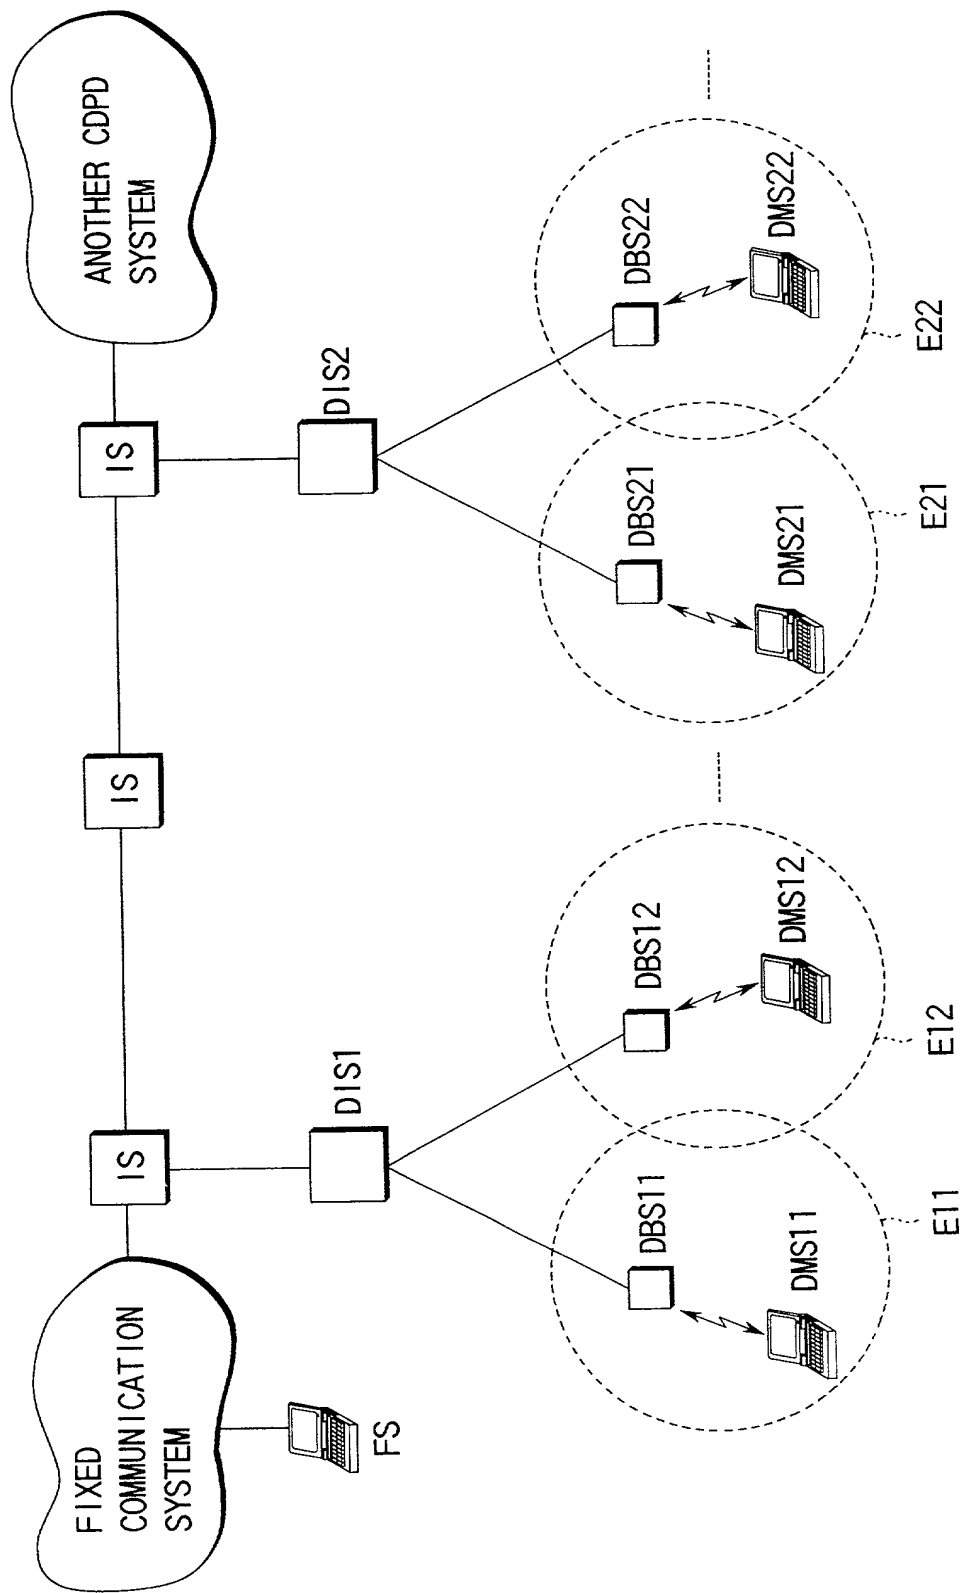 FIXED
COMMUNICATION
SYSTEM
FS
IS
IS
IS
ANOTHER CDPD
SYSTEM
DIS1
DIS2
DBS11
DMS11
E11
DBS12
DMS12
E12
DBS21
DMS21
E21
DBS22
DMS22
E22